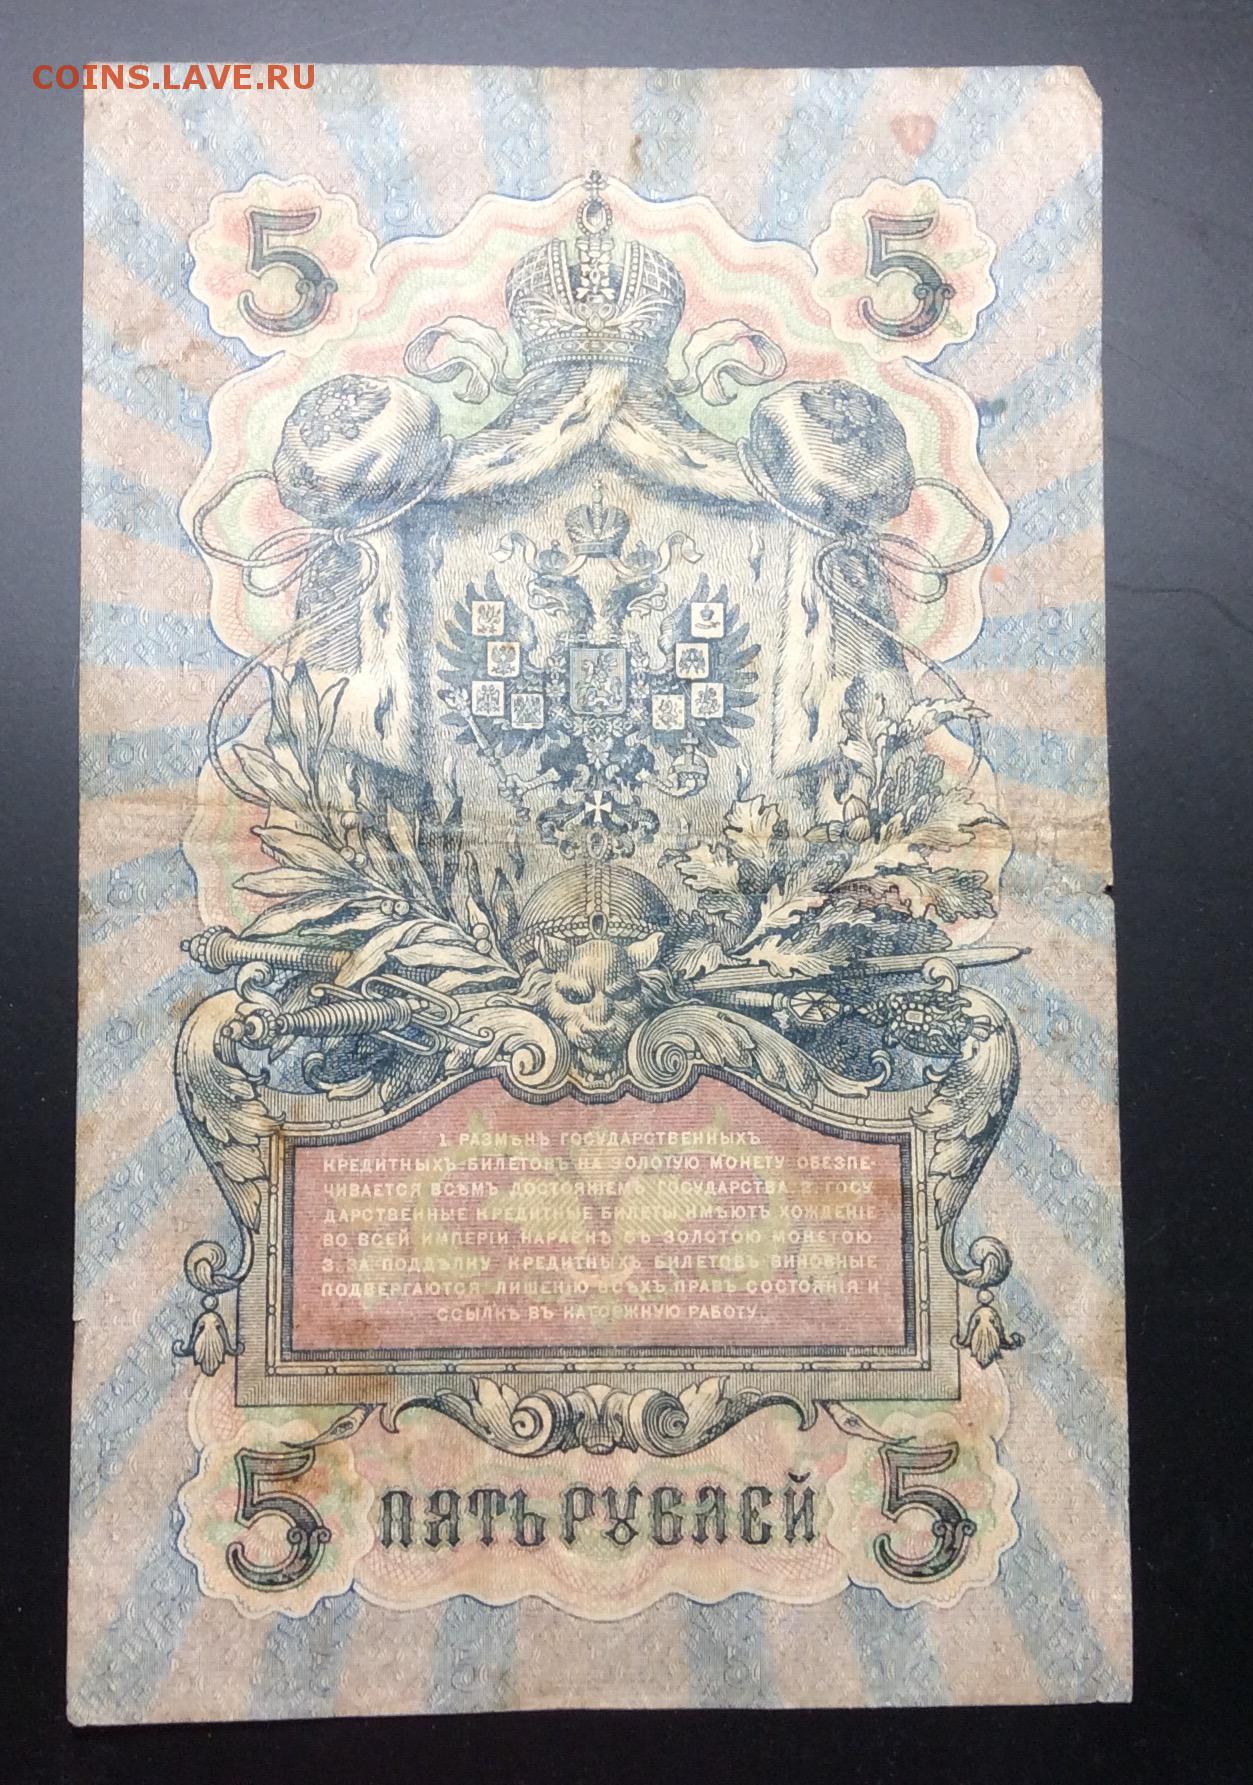 COINS.LAVE.RU
5 5
1. РАЗМѢНЪ ГОСУДАРСТВЕННЫХЪ
КРЕДИТНЫХЪ БИЛЕТОВЪ НА ЗОЛОТУЮ МОНЕТУ ОБЕЗПЕ-
ЧИВАЕТСЯ ВСѢМЪ ДОСТОЯНІЕМЪ ГОСУДАРСТВА. 2. ГОСУ
ДАРСТВЕННЫЕ КРЕДИТНЫЕ БИЛЕТЫ ИМѢЮТЪ ХОЖДЕНІЕ
ВО ВСЕЙ ИМПЕРІИ НАРАВНѢ СЪ ЗОЛОТОЮ МОНЕТОЮ
3. ЗА ПОДДѢЛКУ КРЕДИТНЫХЪ БИЛЕТОВЪ ВИНОВНЫЕ
ПОДВЕРГАЮТСЯ ЛИШЕНІЮ ВСѢХЪ ПРАВЪ СОСТОЯНІЯ И
ССЫЛКѢ ВЪ КАТОРЖНУЮ РАБОТУ.
5 ПЯТЬ РУБЛЕЙ 5